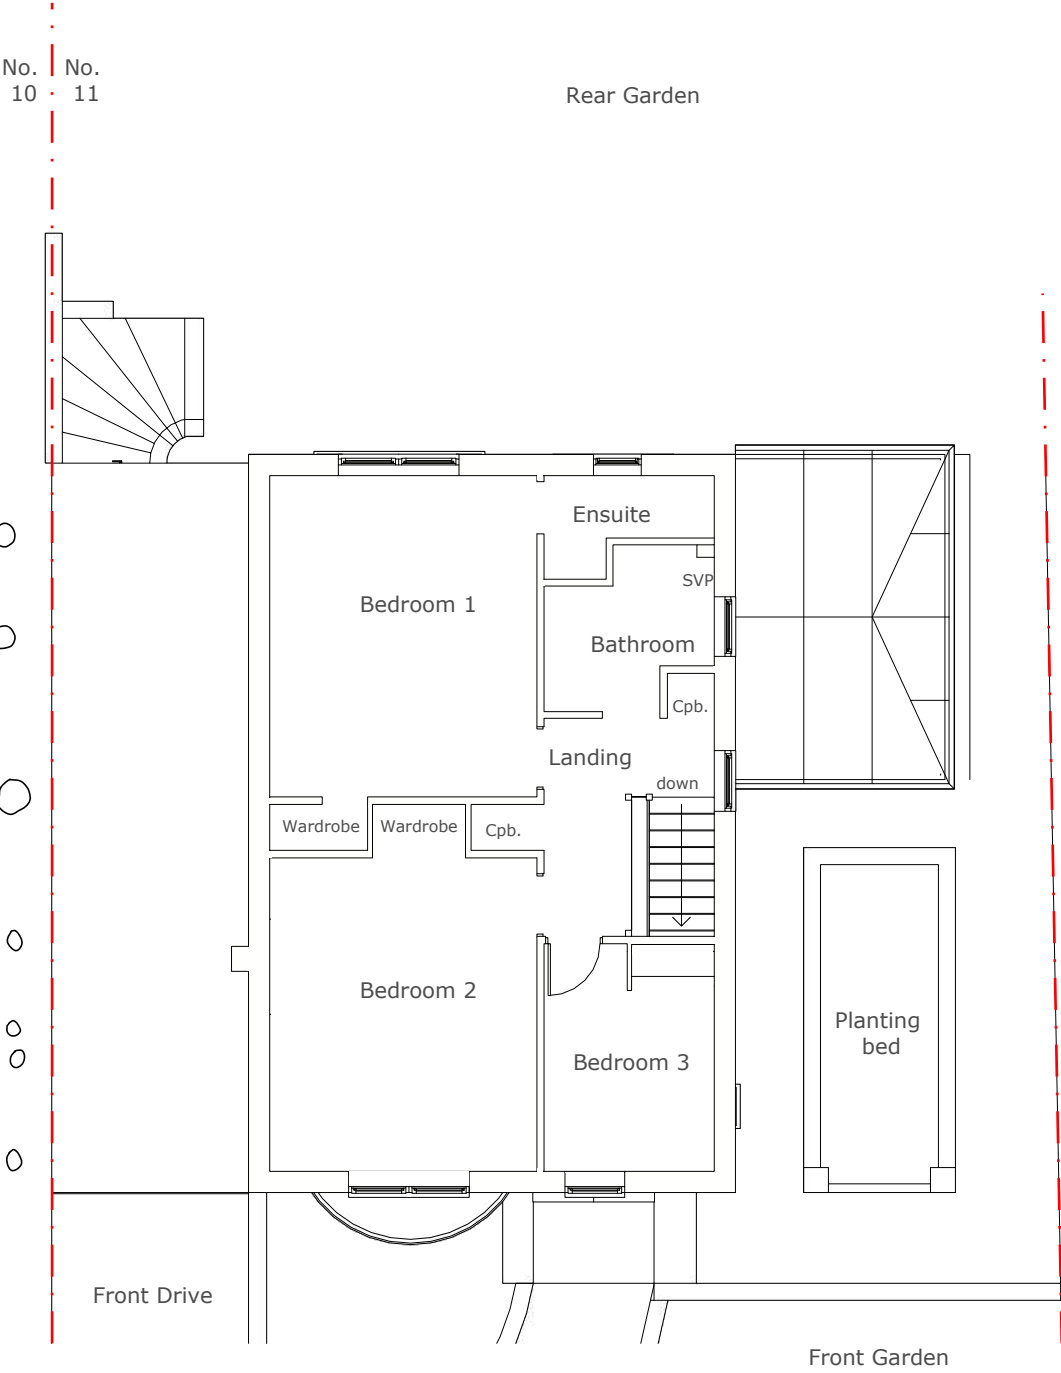 No. No.
10 11
Rear Garden
Ensuite
SVP
Bedroom 1
Bathroom
Cpb.
Landing
down
Wardrobe
Wardrobe
Cpb.
Bedroom 2
Planting
bed
Bedroom 3
Front Drive
Front Garden